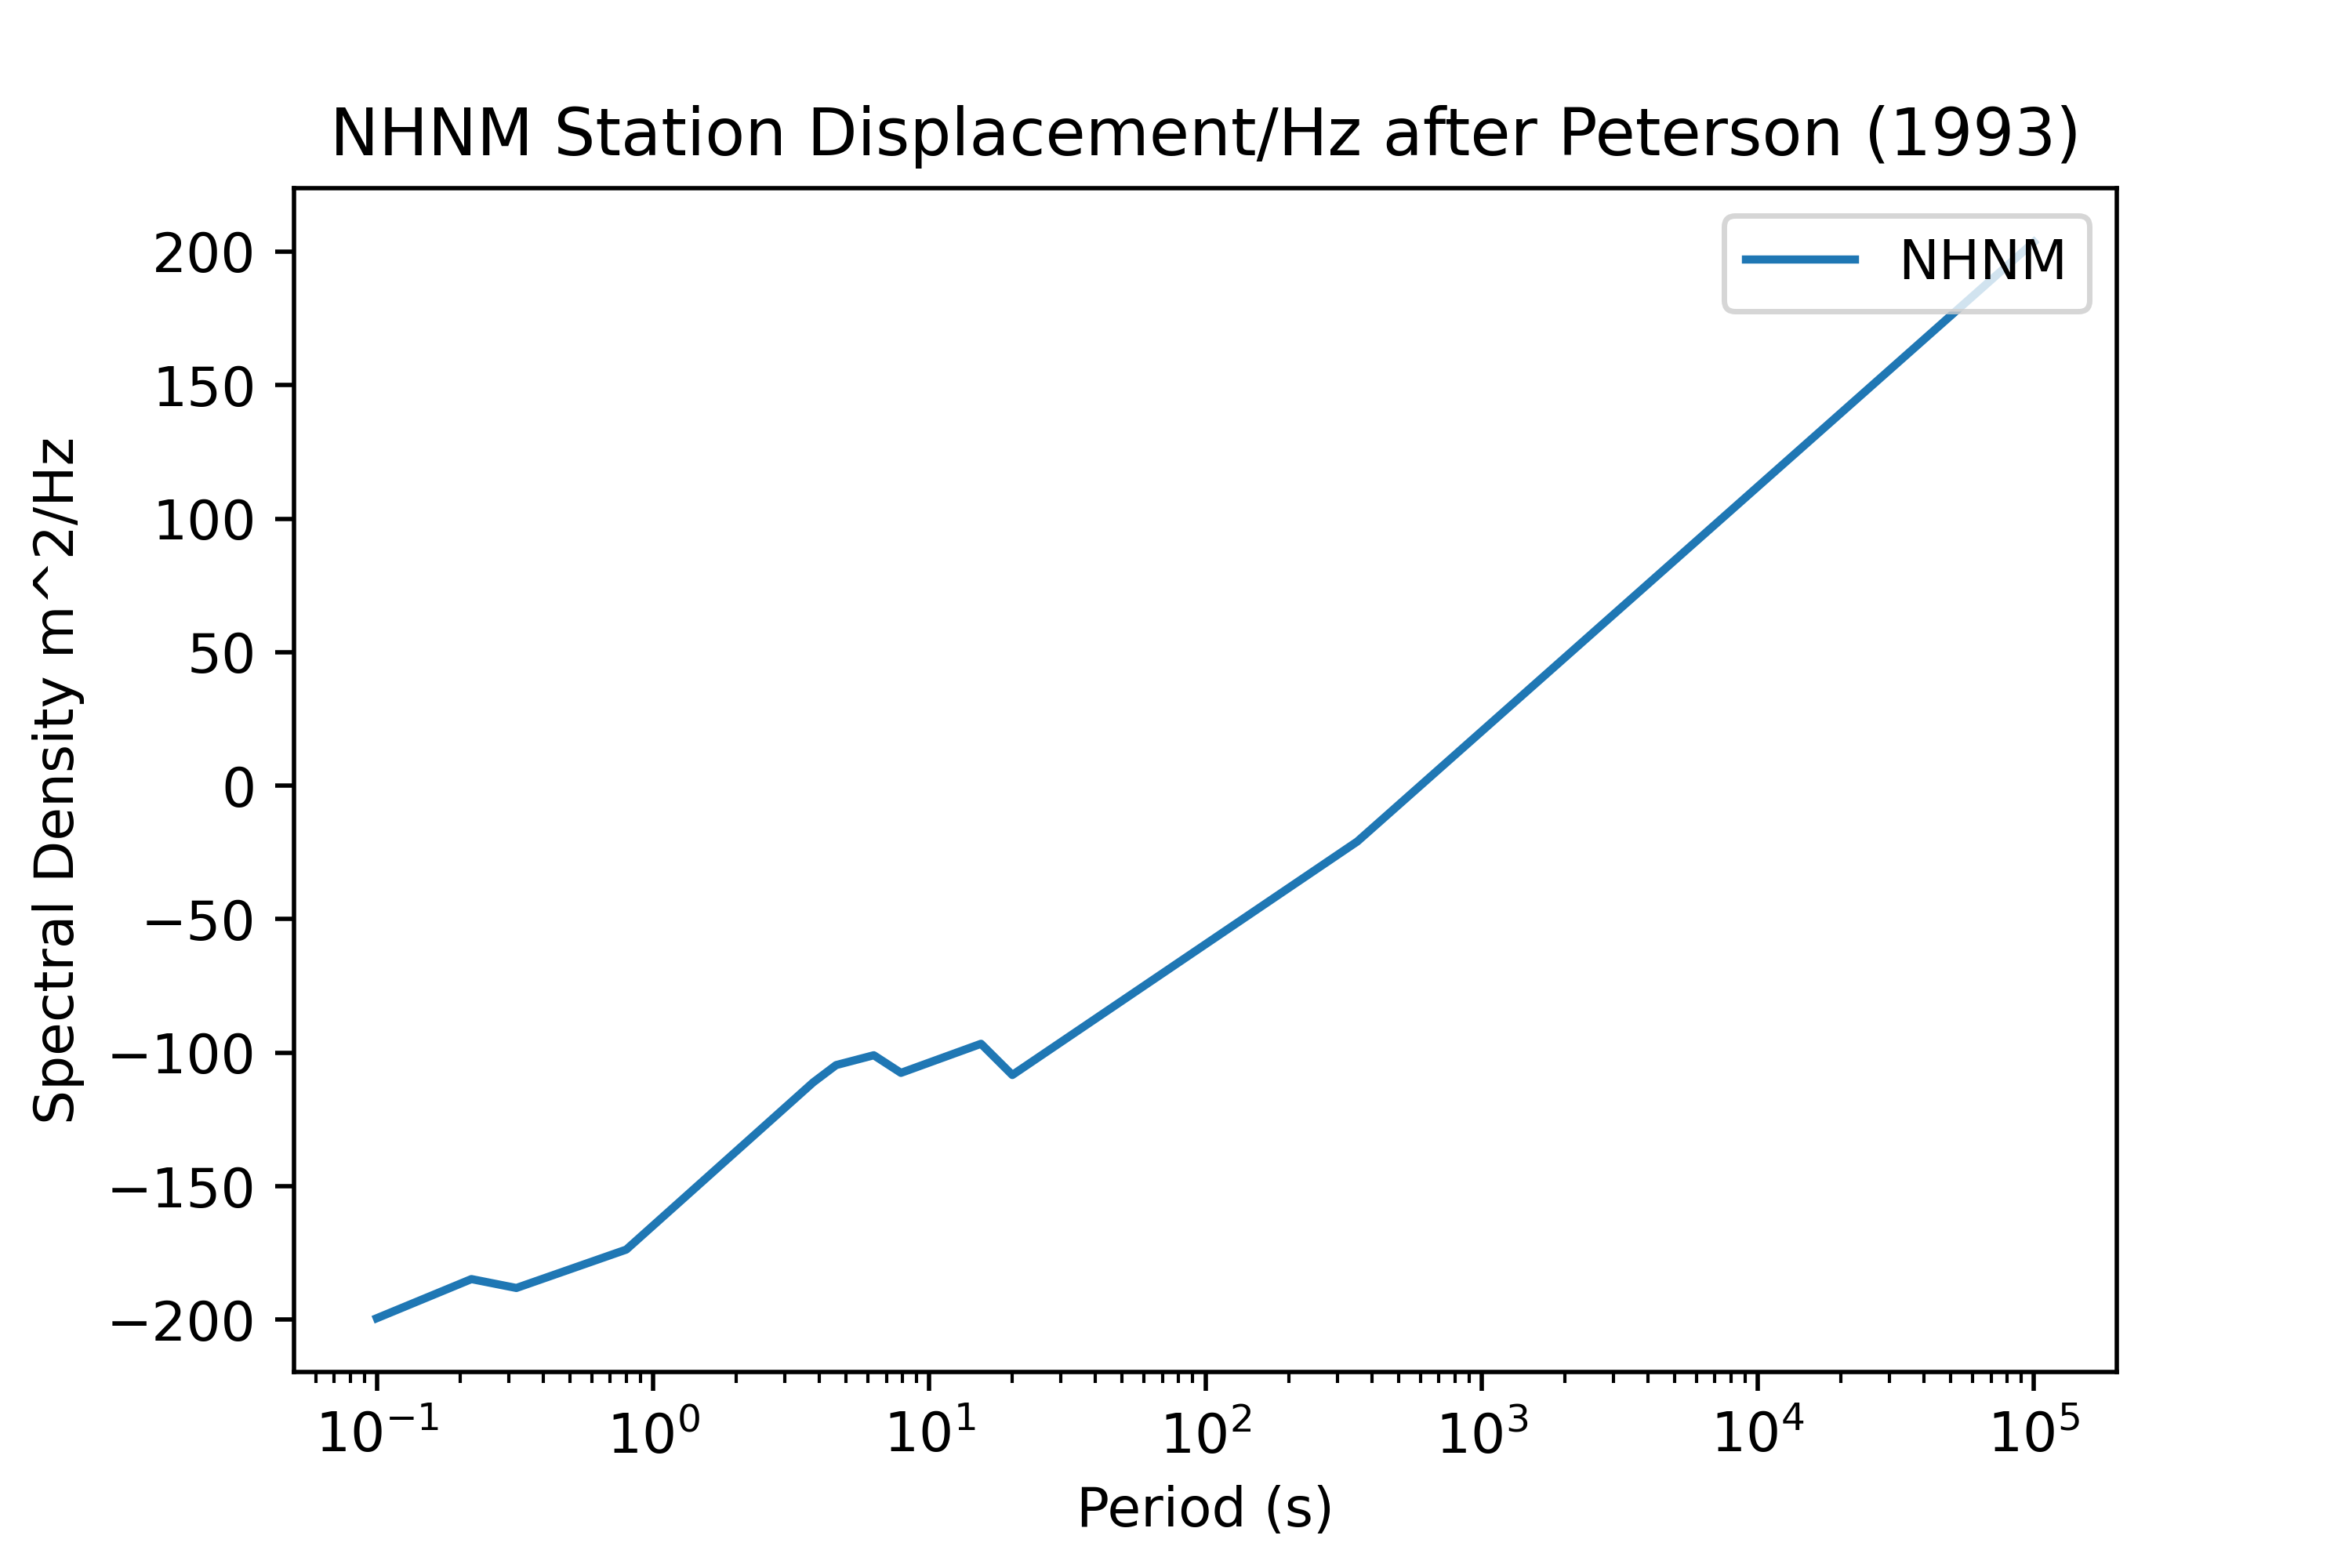 NHNM Station Displacement/Hz after Peterson (1993)
NHNM
200
150
100
50
0
−50
−100
−150
−200
Spectral Density m^2/Hz
10⁻¹ 10⁰ 10¹ 10² 10³ 10⁴ 10⁵
Period (s)